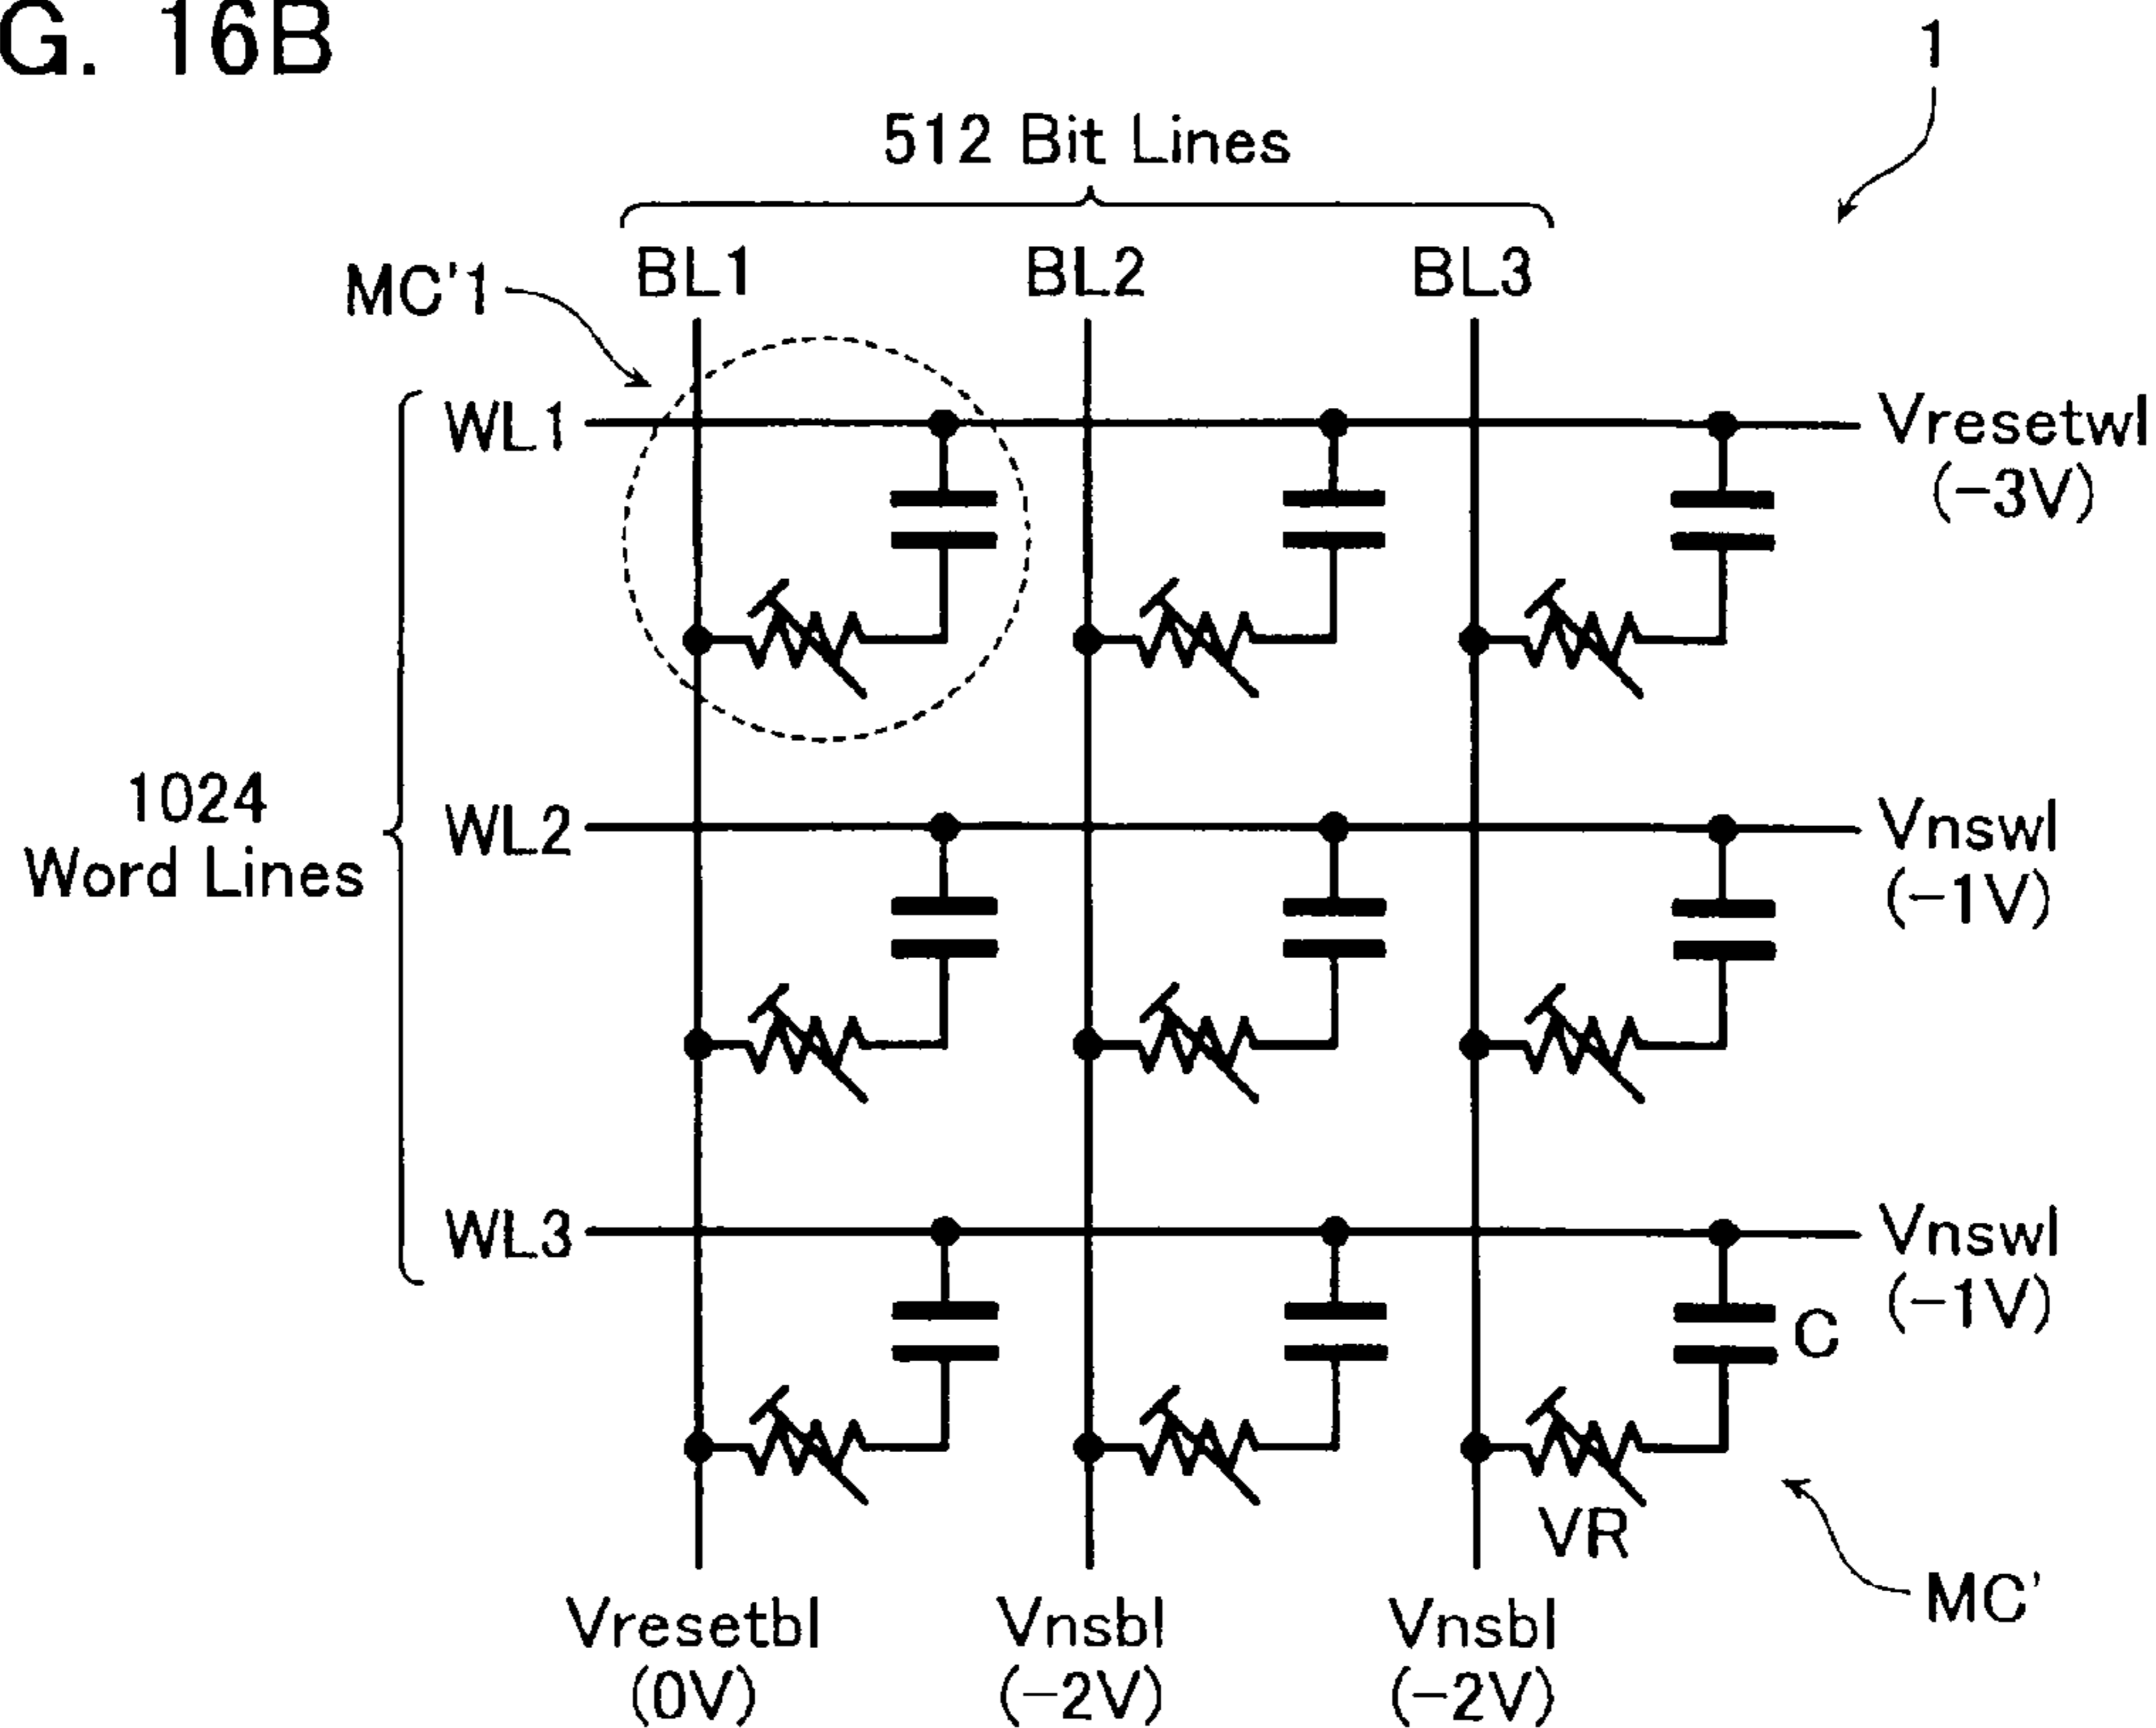 G. 16B
1
512 Bit Lines
BL1 BL2 BL3
MC'1
WL1
Vresetwl
(−3V)
1024
Word Lines
WL2
Vnswl
(−1V)
WL3
Vnswl
(−1V)
C
VR
MC'
Vresetbl Vnsbl Vnsbl
(0V) (−2V) (−2V)